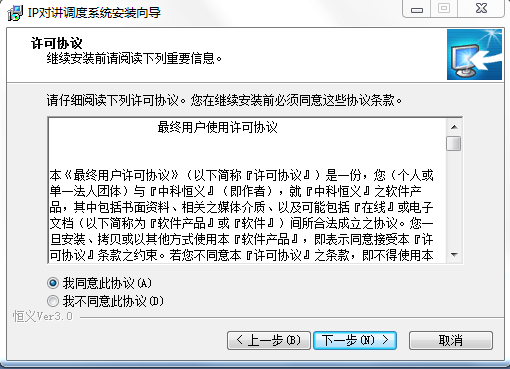 IP对讲调度系统安装向导
许可协议
继续安装前请阅读下列重要信息。
请仔细阅读下列许可协议。您在继续安装前必须同意这些协议条款。
最终用户使用许可协议
本《最终用户许可协议》（以下简称『许可协议』）是一份，您（个人或
单一法人团体）与『中科恒义』（即作者），就『中科恒义』之软件产
品，其中包括书面资料、相关之媒体介质、以及可能包括『在线』或电子
文档（以下简称为『软件产品』或『软件』）间所合法成立之协议。您一
旦安装、拷贝或以其他方式使用本『软件产品』，即表示同意接受本『许
可协议』条款之约束。若您不同意本『许可协议』之条款，即不得使用本
我同意此协议(A)
我不同意此协议(D)
恒义Ver3.0
< 上一步(B)
下一步(N) >
取消